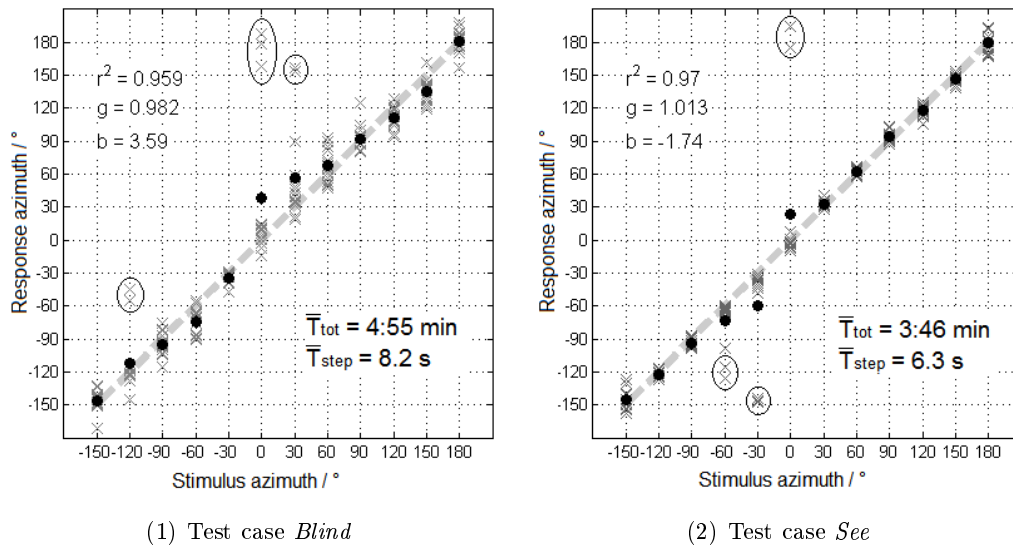 180
150
120
90
60
30
0
-30
-60
-90
-120
-150
Response azimuth / °
r² = 0.959
g = 0.982
b = 3.59
T̅tot = 4:55 min
T̅step = 8.2 s
-150 -120 -90 -60 -30 0 30 60 90 120 150 180
Stimulus azimuth / °
(1) Test case Blind
180
150
120
90
60
30
0
-30
-60
-90
-120
-150
Response azimuth / °
r² = 0.97
g = 1.013
b = -1.74
T̅tot = 3:46 min
T̅step = 6.3 s
-150 -120 -90 -60 -30 0 30 60 90 120 150 180
Stimulus azimuth / °
(2) Test case See